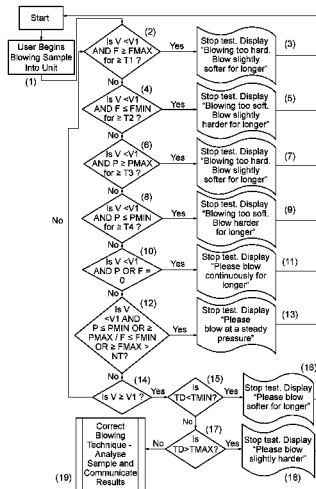 Start
User Begins
Blowing Sample
Into Unit
(1)
(2)
Is V <V1
AND F ≥ FMAX
for ≥ T1 ?
Yes
Stop test. Display
"Blowing too hard.
Blow slightly
softer for longer"
(3)
No
(4)
Is V <V1
AND F ≤ FMIN
for ≥ T2 ?
Yes
Stop test. Display
"Blowing too soft.
Blow slightly
harder for longer"
(5)
No
(6)
Is V <V1
AND P ≥ PMAX
for ≥ T3 ?
Yes
Stop test. Display
"Blowing too hard.
Blow slightly
softer for longer"
(7)
No
No
(8)
Is V <V1
AND P ≤ PMIN
for ≥ T4 ?
Yes
Stop test. Display
"Blowing too soft.
Blow harder
for longer"
(9)
No
(10)
Is V <V1
AND P OR F =
0
Yes
Stop test. Display
"Please blow
continuously for
longer"
(11)
No
(12)
Is V
<V1 AND
P ≤ PMIN OR ≥
PMAX / F ≤ FMIN
OR ≥ FMAX >
NT?
Yes
Stop test. Display
"Please
blow at a steady
pressure"
(13)
No
(14)
Is V ≥ V1 ?
Yes
(15)
Is
TD<TMIN?
Yes
(16)
Stop test. Display
"Please blow
softer for longer"
No
(17)
Is
TD>TMAX?
Yes
Stop test. Display
"Please blow
slightly harder"
(18)
No
Correct
Blowing
Technique -
Analyse
Sample and
Communicate
Results
(19)